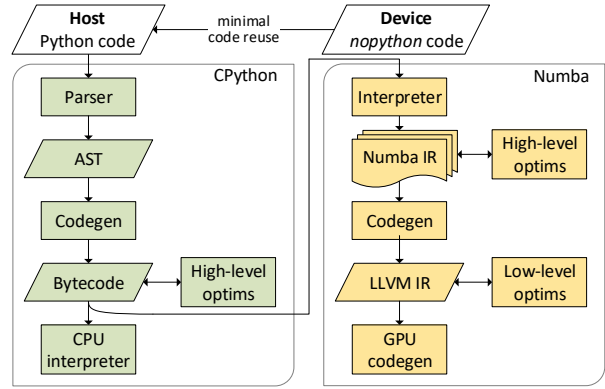 Host
Python code
minimal
code reuse
Device
nopython code
CPython
Parser
AST
Codegen
Bytecode
High-level
optims
CPU
interpreter
Numba
Interpreter
Numba IR
High-level
optims
Codegen
LLVM IR
Low-level
optims
GPU
codegen